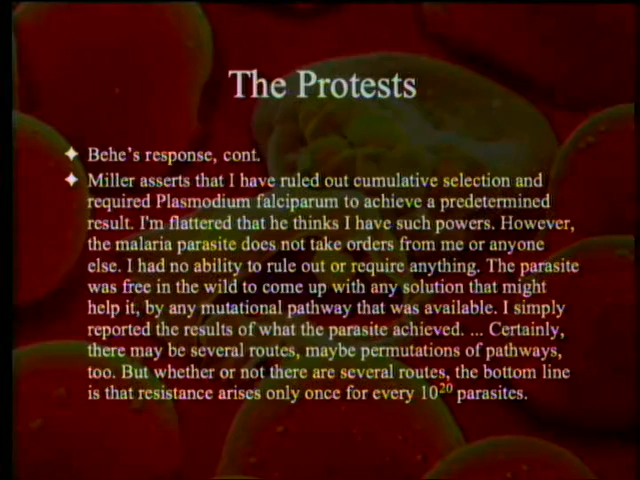 The Protests
Behe's response, cont.
Miller asserts that I have ruled out cumulative selection and
required Plasmodium falciparum to achieve a predetermined
result. I'm flattered that he thinks I have such powers. However,
the malaria parasite does not take orders from me or anyone
else. I had no ability to rule out or require anything. The parasite
was free in the wild to come up with any solution that might
help it, by any mutational pathway that was available. I simply
reported the results of what the parasite achieved. ... Certainly,
there may be several routes, maybe permutations of pathways,
too. But whether or not there are several routes, the bottom line
is that resistance arises only once for every 10²⁰ parasites.